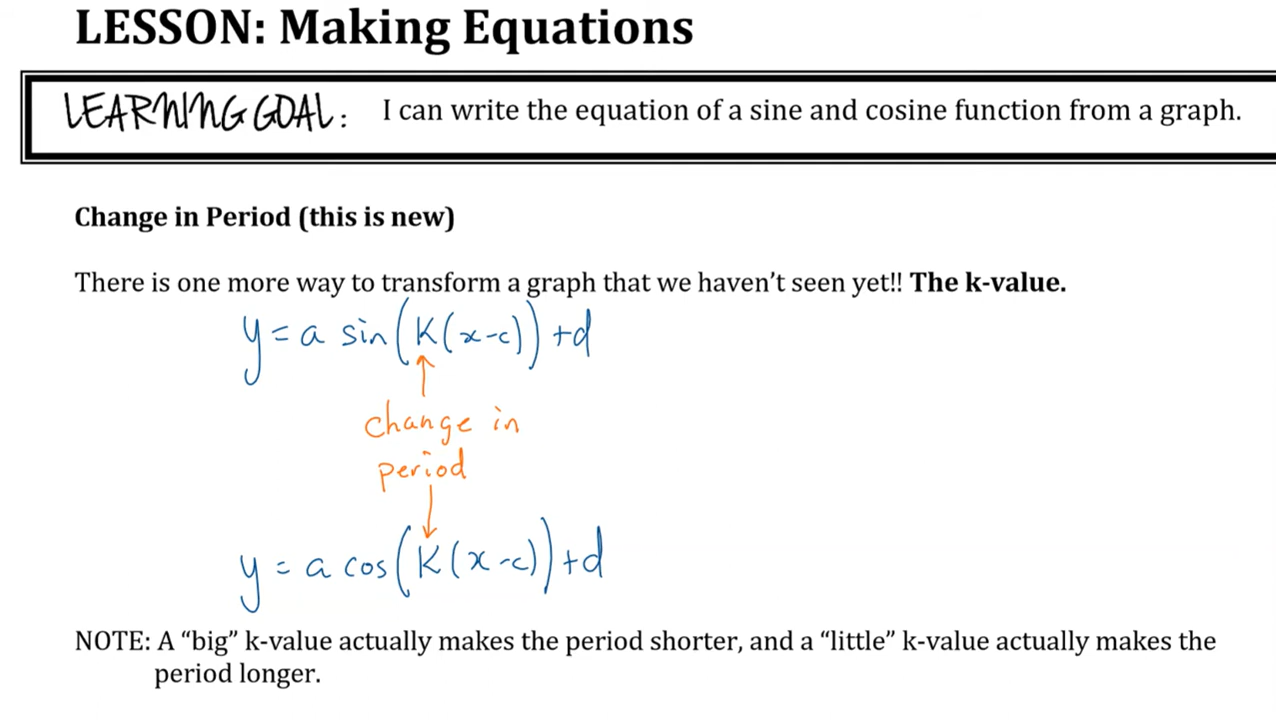 LESSON: Making Equations
LEARNING GOAL: I can write the equation of a sine and cosine function from a graph.
Change in Period (this is new)
There is one more way to transform a graph that we haven't seen yet!! The k-value.
y = a sin(K(x-c)) + d
change in
period
y = a cos(K(x-c)) + d
NOTE: A “big” k-value actually makes the period shorter, and a “little” k-value actually makes the
period longer.